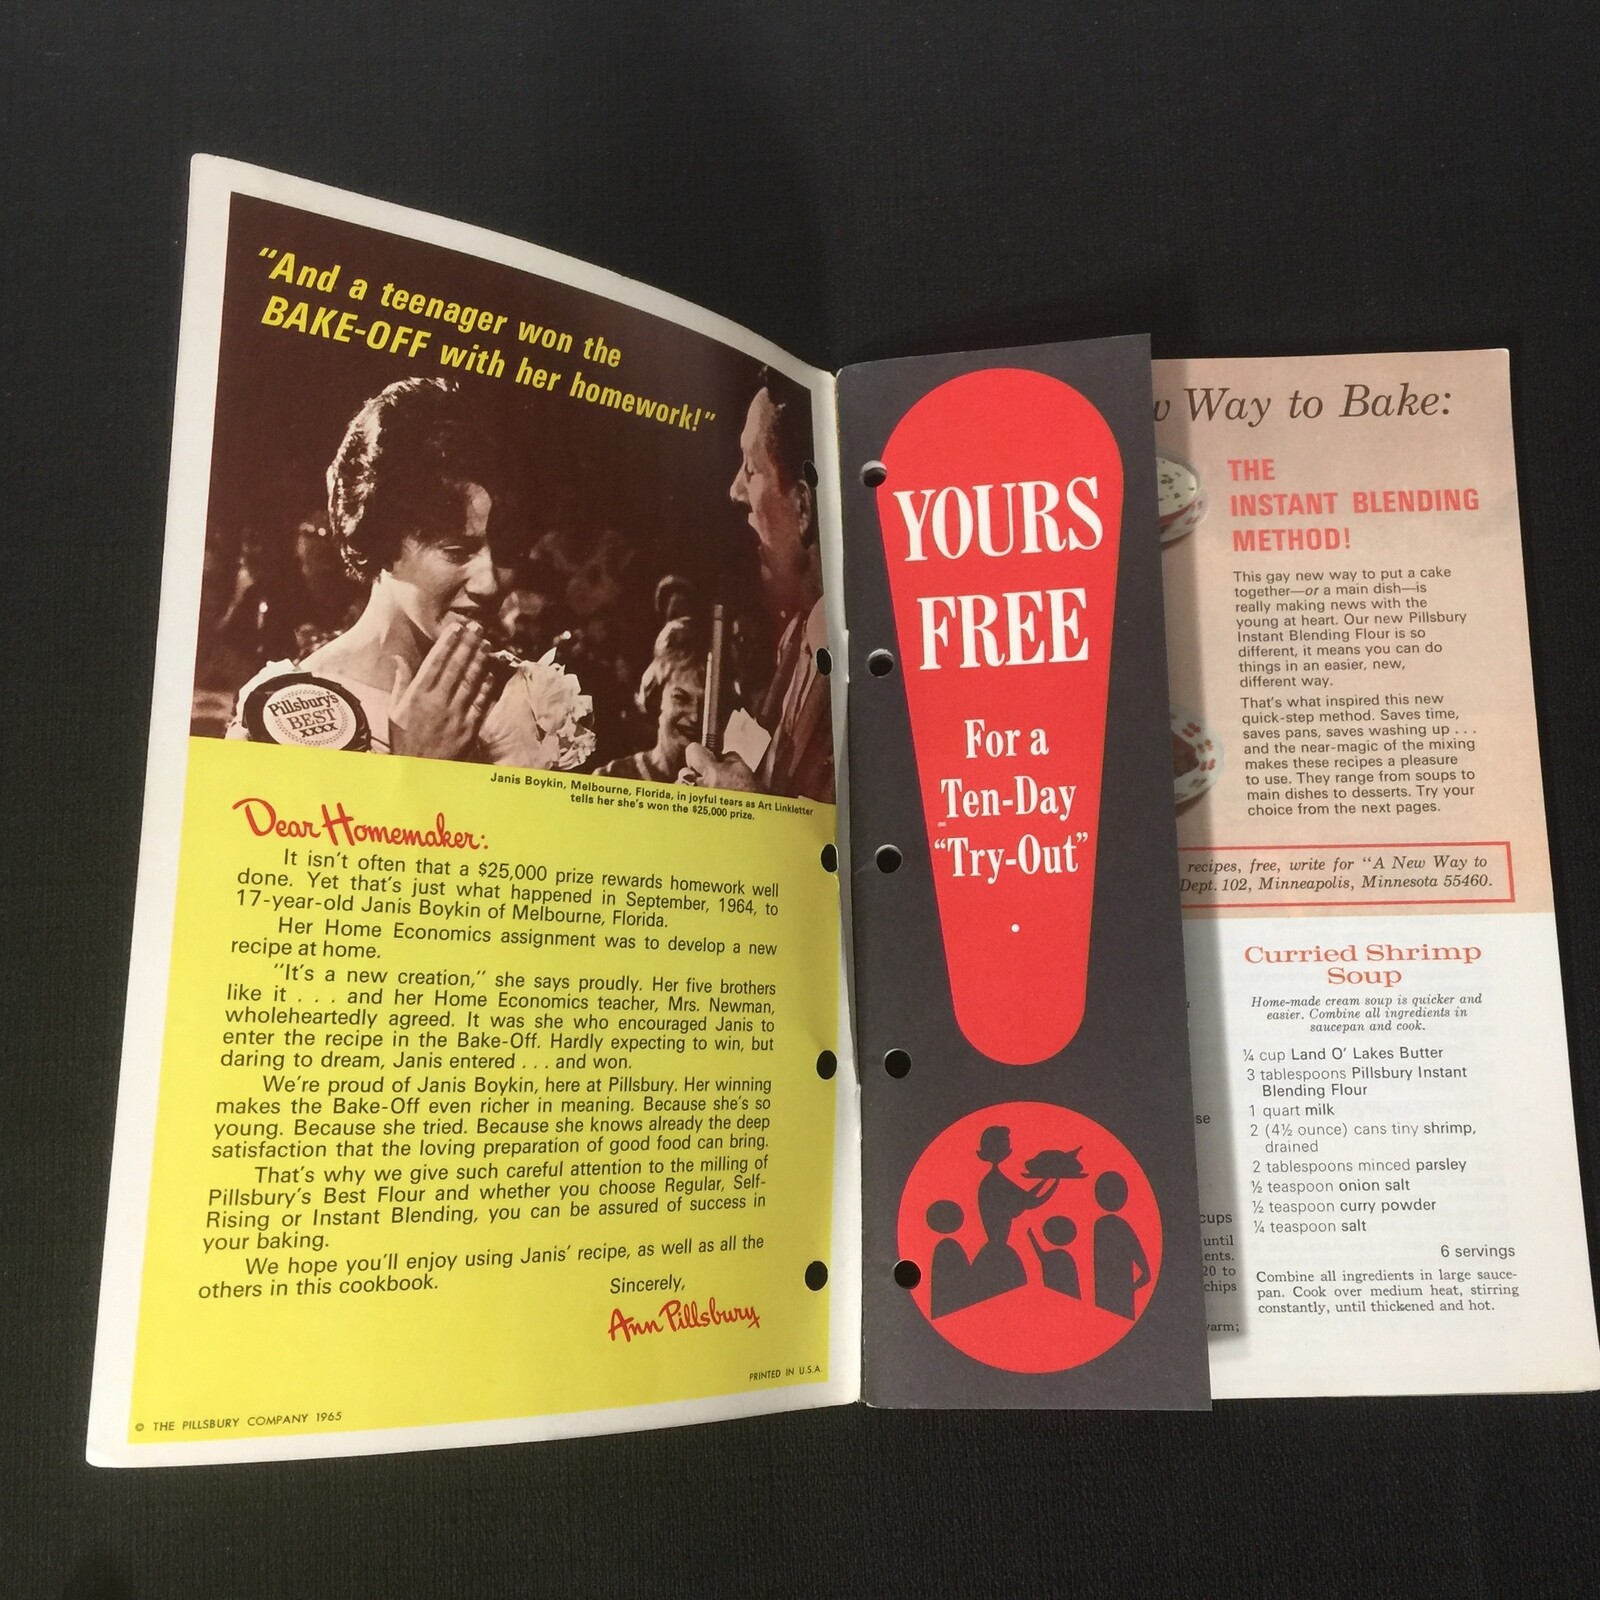 "And a teenager won the
BAKE-OFF with her homework!"
Pillsbury's
BEST
XXXX
Janis Boykin, Melbourne, Florida, in joyful tears as Art Linkletter
tells her she's won the $25,000 prize.
Dear Homemaker:
It isn't often that a $25,000 prize rewards homework well
done. Yet that's just what happened in September, 1964, to
17-year-old Janis Boykin of Melbourne, Florida.
Her Home Economics assignment was to develop a new
recipe at home.
"It's a new creation," she says proudly. Her five brothers
like it . . . and her Home Economics teacher, Mrs. Newman,
wholeheartedly agreed. It was she who encouraged Janis to
enter the recipe in the Bake-Off. Hardly expecting to win, but
daring to dream, Janis entered . . . and won.
We're proud of Janis Boykin, here at Pillsbury. Her winning
makes the Bake-Off even richer in meaning. Because she's so
young. Because she tried. Because she knows already the deep
satisfaction that the loving preparation of good food can bring.
That's why we give such careful attention to the milling of
Pillsbury's Best Flour and whether you choose Regular, Self-
Rising or Instant Blending, you can be assured of success in
your baking.
We hope you'll enjoy using Janis' recipe, as well as all the
others in this cookbook.
Sincerely,
Ann Pillsbury
PRINTED IN U.S.A.
© THE PILLSBURY COMPANY 1965
YOURS
FREE
For a
Ten-Day
"Try-Out"
Way to Bake:
THE
INSTANT BLENDING
METHOD!
This gay new way to put a cake
together—or a main dish—is
really making news with the
young at heart. Our new Pillsbury
Instant Blending Flour is so
different, it means you can do
things in an easier, new,
different way.
That's what inspired this new
quick-step method. Saves time,
saves pans, saves washing up . . .
and the near-magic of the mixing
makes these recipes a pleasure
to use. They range from soups to
main dishes to desserts. Try your
choice from the next pages.
recipes, free, write for "A New Way to
Dept. 102, Minneapolis, Minnesota 55460.
Curried Shrimp
Soup
Home-made cream soup is quicker and
easier. Combine all ingredients in
saucepan and cook.
¼ cup Land O' Lakes Butter
3 tablespoons Pillsbury Instant
Blending Flour
1 quart milk
2 (4½ ounce) cans tiny shrimp,
drained
2 tablespoons minced parsley
½ teaspoon onion salt
½ teaspoon curry powder
¼ teaspoon salt
6 servings
Combine all ingredients in large sauce-
pan. Cook over medium heat, stirring
constantly, until thickened and hot.
se
cups
until
ents.
20 to
chips
warm;